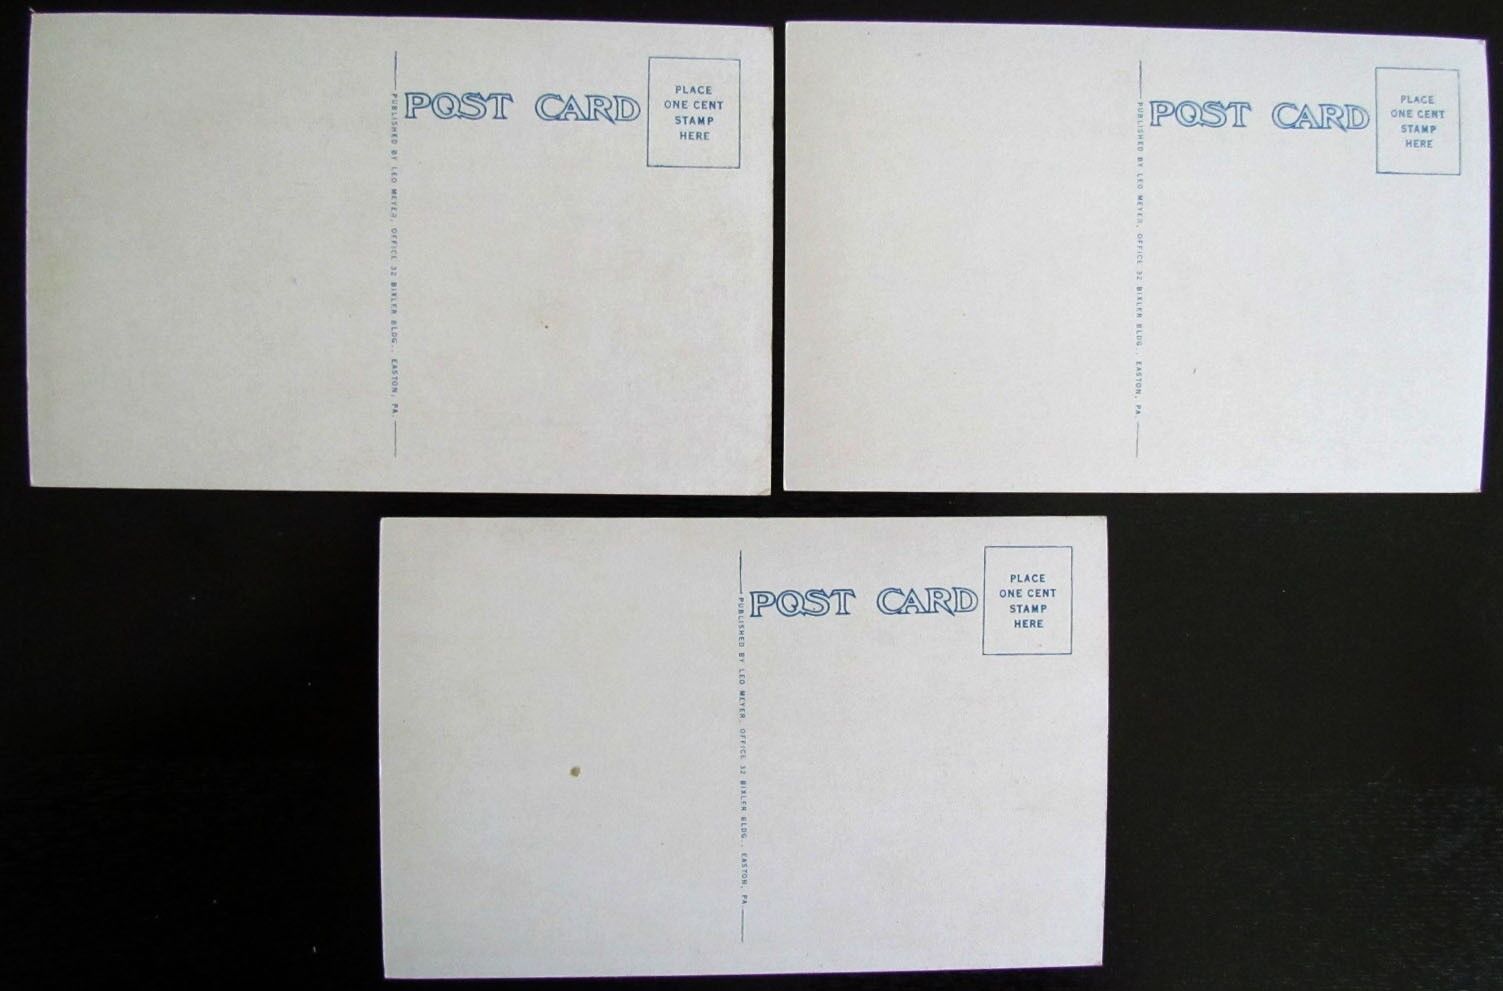 POST CARD
PLACE
ONE CENT
STAMP
HERE
PUBLISHED BY LEO MEYER, OFFICE 32 BIXLER BLDG., EASTON, PA.
POST CARD
PLACE
ONE CENT
STAMP
HERE
PUBLISHED BY LEO MEYER, OFFICE 32 BIXLER BLDG., EASTON, PA.
POST CARD
PLACE
ONE CENT
STAMP
HERE
PUBLISHED BY LEO MEYER, OFFICE 32 BIXLER BLDG., EASTON, PA.